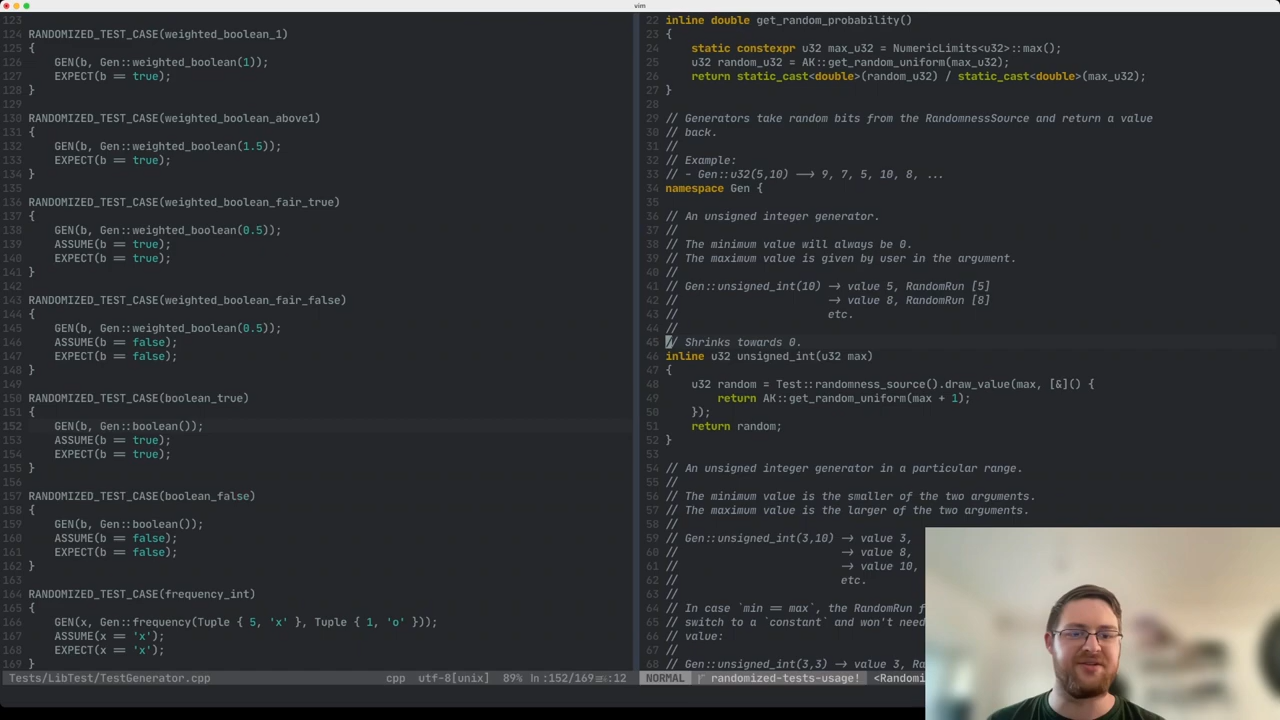 vim
123
124 RANDOMIZED_TEST_CASE(weighted_boolean_1)
125 {
126 GEN(b, Gen::weighted_boolean(1));
127 EXPECT(b == true);
128 }
129
130 RANDOMIZED_TEST_CASE(weighted_boolean_above1)
131 {
132 GEN(b, Gen::weighted_boolean(1.5));
133 EXPECT(b == true);
134 }
135
136 RANDOMIZED_TEST_CASE(weighted_boolean_fair_true)
137 {
138 GEN(b, Gen::weighted_boolean(0.5));
139 ASSUME(b == true);
140 EXPECT(b == true);
141 }
142
143 RANDOMIZED_TEST_CASE(weighted_boolean_fair_false)
144 {
145 GEN(b, Gen::weighted_boolean(0.5));
146 ASSUME(b == false);
147 EXPECT(b == false);
148 }
149
150 RANDOMIZED_TEST_CASE(boolean_true)
151 {
152 GEN(b, Gen::boolean());
153 ASSUME(b == true);
154 EXPECT(b == true);
155 }
156
157 RANDOMIZED_TEST_CASE(boolean_false)
158 {
159 GEN(b, Gen::boolean());
160 ASSUME(b == false);
161 EXPECT(b == false);
162 }
163
164 RANDOMIZED_TEST_CASE(frequency_int)
165 {
166 GEN(x, Gen::frequency(Tuple { 5, 'x' }, Tuple { 1, 'o' }));
167 ASSUME(x == 'x');
168 EXPECT(x == 'x');
169 }
Tests/LibTest/TestGenerator.cpp cpp utf-8[unix] 89% ln:152/169≡:12
22 inline double get_random_probability()
23 {
24 static constexpr u32 max_u32 = NumericLimits<u32>::max();
25 u32 random_u32 = AK::get_random_uniform(max_u32);
26 return static_cast<double>(random_u32) / static_cast<double>(max_u32);
27 }
28
29 // Generators take random bits from the RandomnessSource and return a value
30 // back.
31 //
32 // Example:
33 // - Gen::u32(5,10) --> 9, 7, 5, 10, 8, ...
34 namespace Gen {
35
36 // An unsigned integer generator.
37 //
38 // The minimum value will always be 0.
39 // The maximum value is given by user in the argument.
40 //
41 // Gen::unsigned_int(10) -> value 5, RandomRun [5]
42 // -> value 8, RandomRun [8]
43 // etc.
44 //
45 // Shrinks towards 0.
46 inline u32 unsigned_int(u32 max)
47 {
48 u32 random = Test::randomness_source().draw_value(max, [&]() {
49 return AK::get_random_uniform(max + 1);
50 });
51 return random;
52 }
53
54 // An unsigned integer generator in a particular range.
55 //
56 // The minimum value is the smaller of the two arguments.
57 // The maximum value is the larger of the two arguments.
58 //
59 // Gen::unsigned_int(3,10) -> value 3,
60 // -> value 8,
61 // -> value 10,
62 // etc.
63 //
64 // In case `min == max`, the RandomRun f
65 // switch to a `constant` and won't need
66 // value:
67 //
68 // Gen::unsigned_int(3,3) -> value 3, Ra
NORMAL randomized-tests-usage! <Randomi